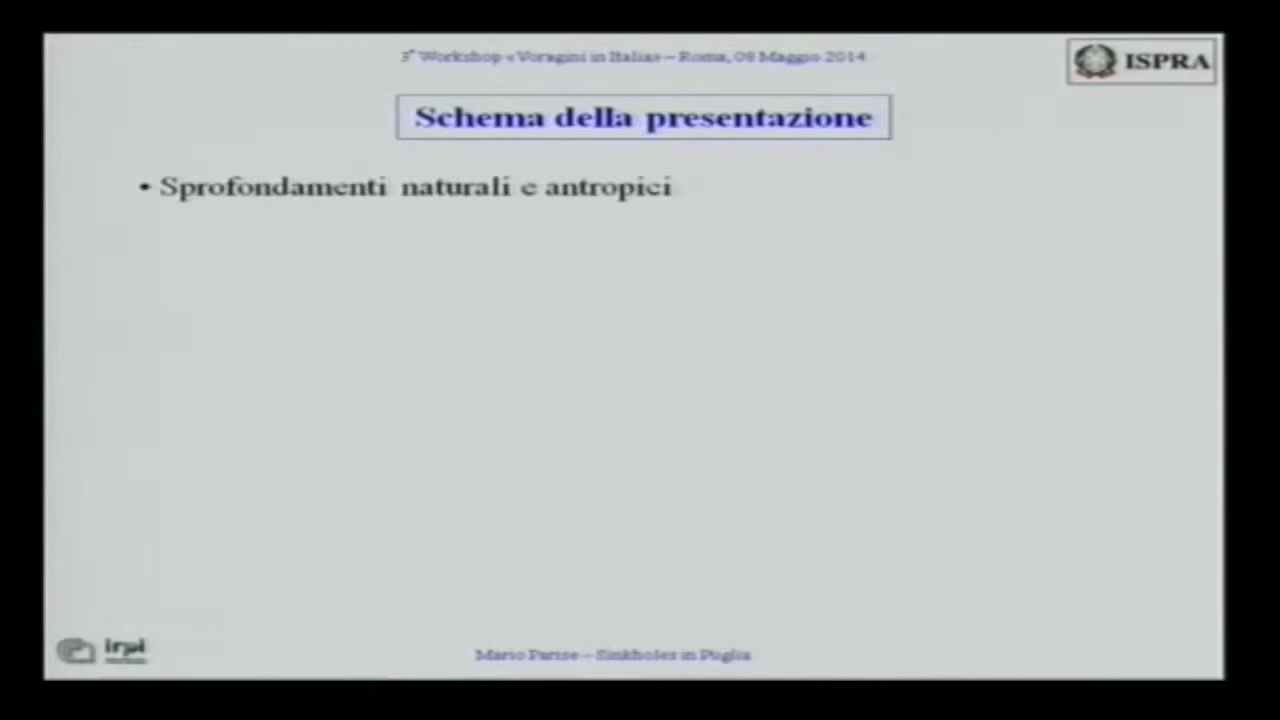 3° Workshop «Voragini in Italia» – Roma, 08 Maggio 2014
ISPRA
Schema della presentazione
• Sprofondamenti naturali e antropici
irpi
Mario Parise – Sinkholes in Puglia